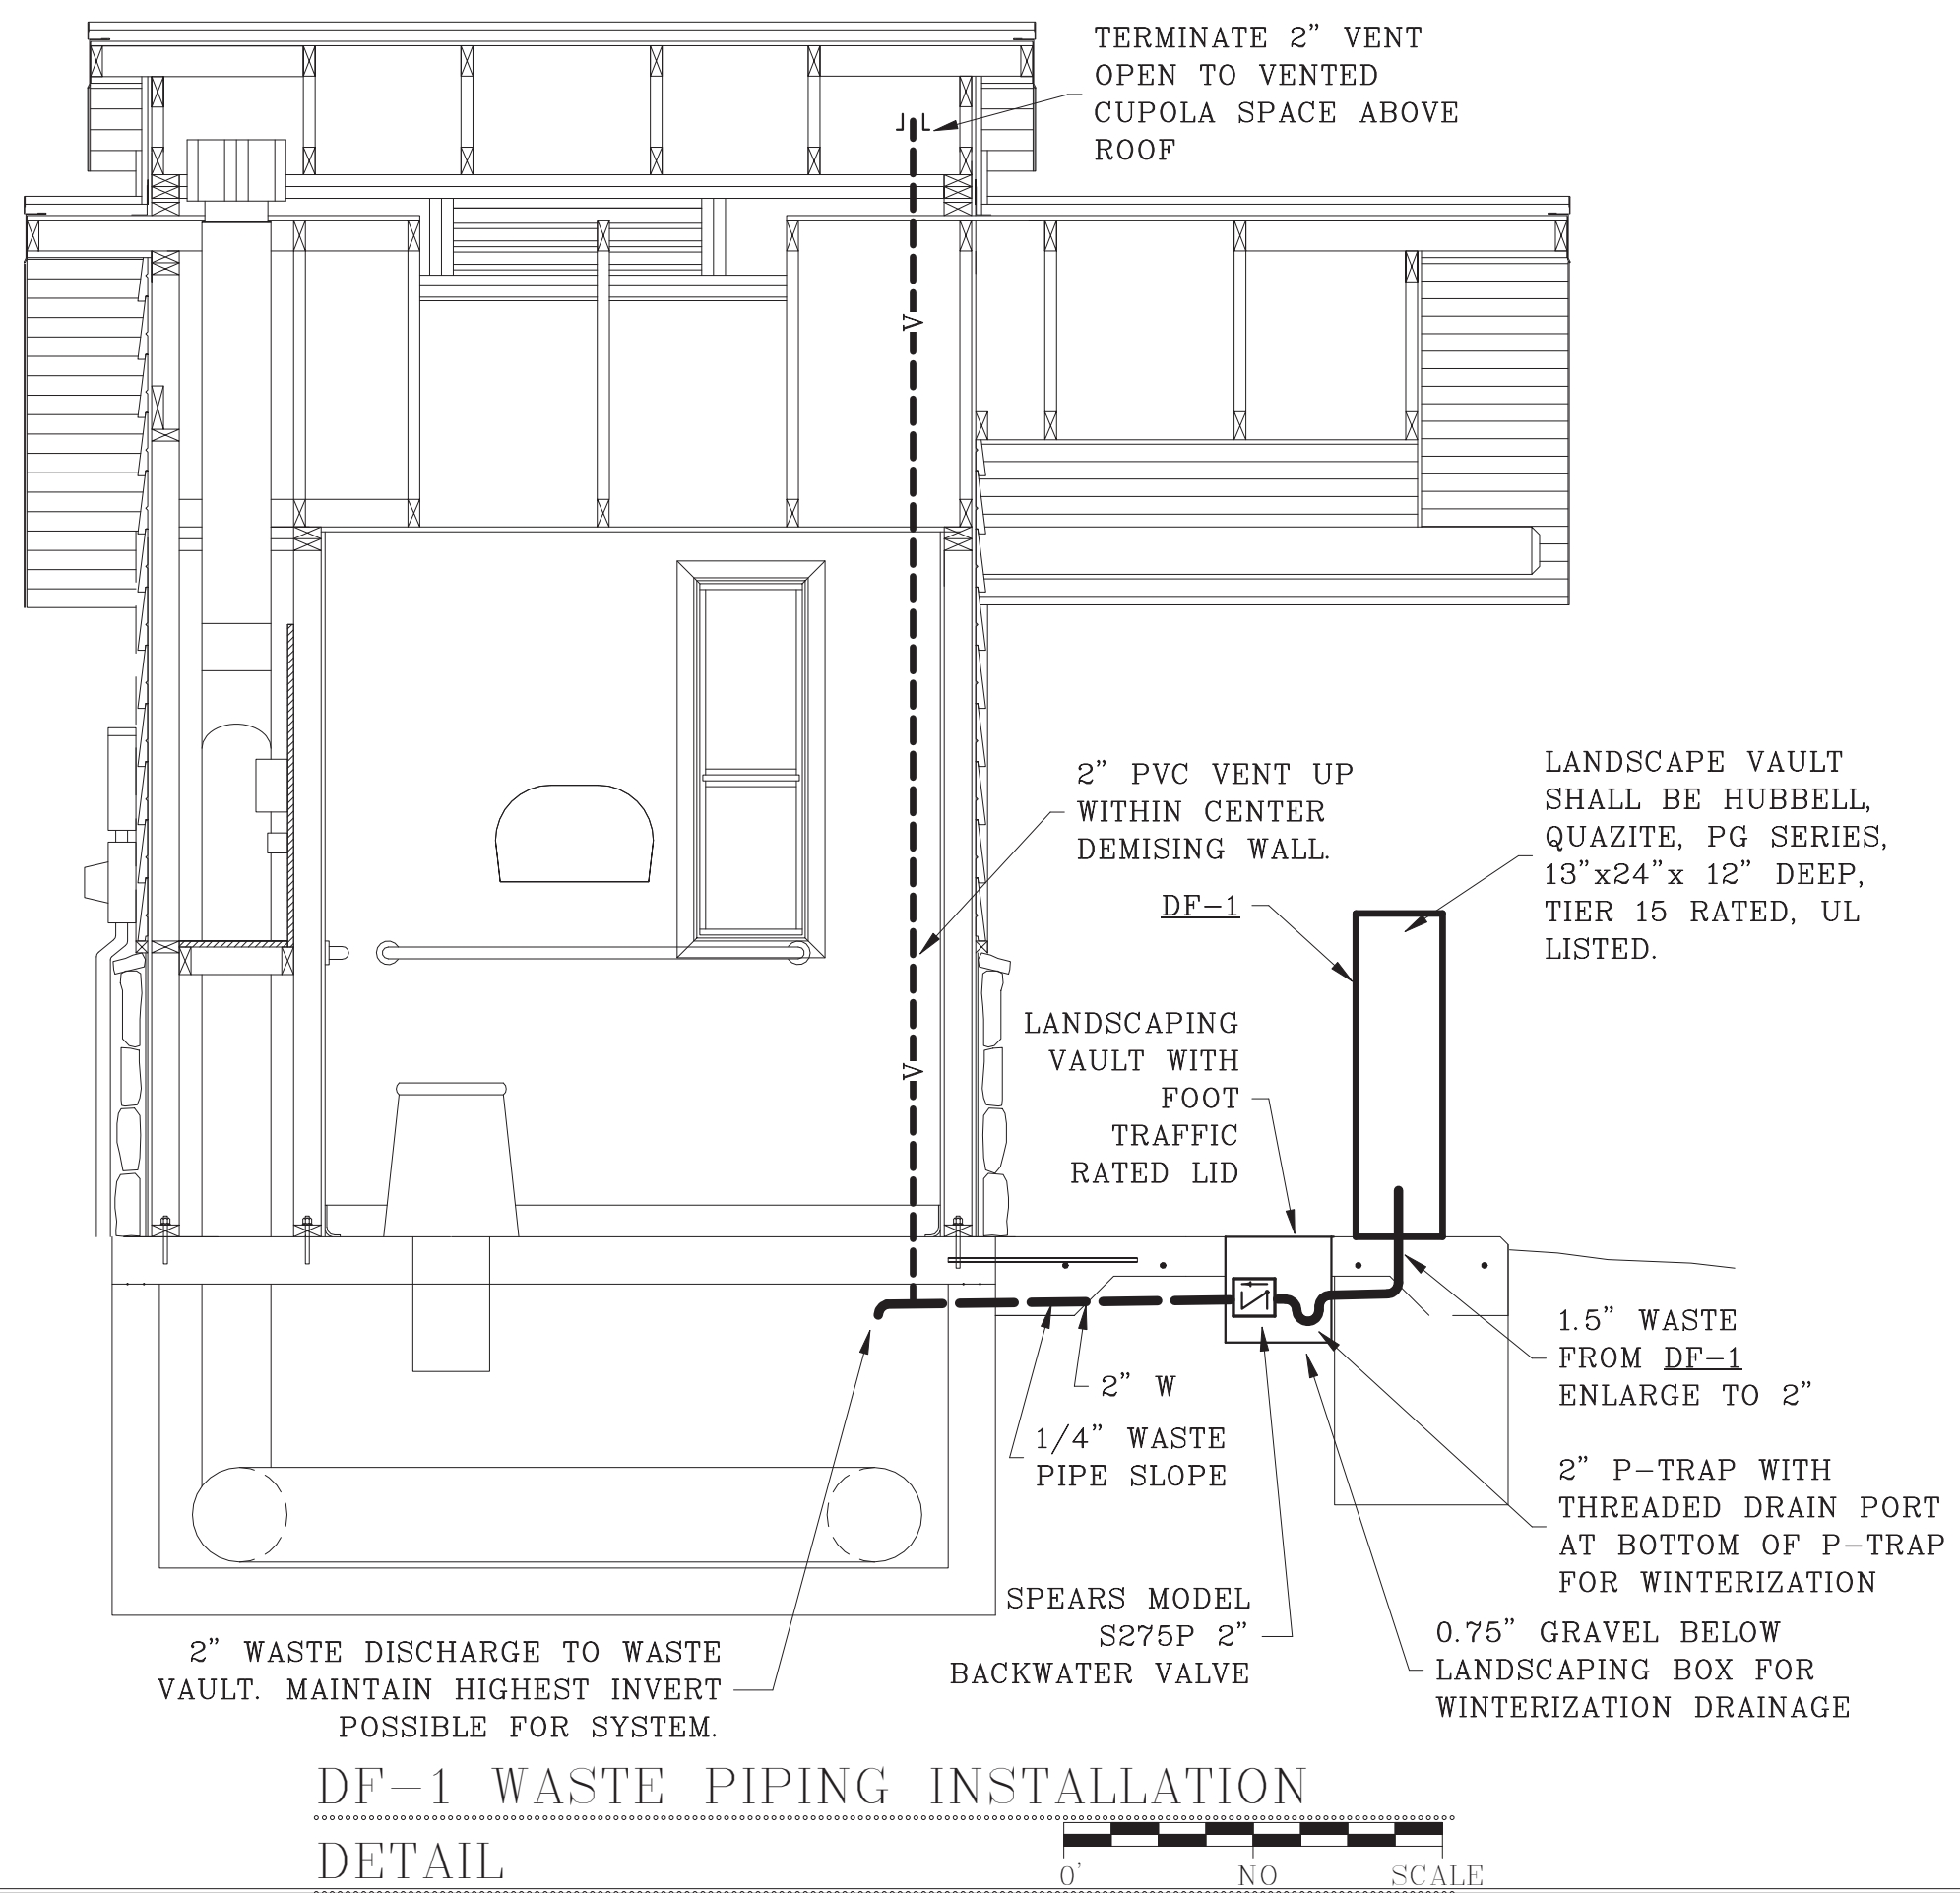 TERMINATE 2" VENT
OPEN TO VENTED
CUPOLA SPACE ABOVE
ROOF
V
2" PVC VENT UP
WITHIN CENTER
DEMISING WALL.
LANDSCAPE VAULT
SHALL BE HUBBELL,
QUAZITE, PG SERIES,
13"x24"x 12" DEEP,
TIER 15 RATED, UL
LISTED.
DF-1
LANDSCAPING
VAULT WITH
FOOT
TRAFFIC
RATED LID
V
1.5" WASTE
FROM DF-1
ENLARGE TO 2"
2" W
1/4" WASTE
PIPE SLOPE
2" P-TRAP WITH
THREADED DRAIN PORT
AT BOTTOM OF P-TRAP
FOR WINTERIZATION
SPEARS MODEL
S275P 2"
BACKWATER VALVE
0.75" GRAVEL BELOW
LANDSCAPING BOX FOR
WINTERIZATION DRAINAGE
2" WASTE DISCHARGE TO WASTE
VAULT. MAINTAIN HIGHEST INVERT
POSSIBLE FOR SYSTEM.
DF-1 WASTE PIPING INSTALLATION
DETAIL
0' NO SCALE